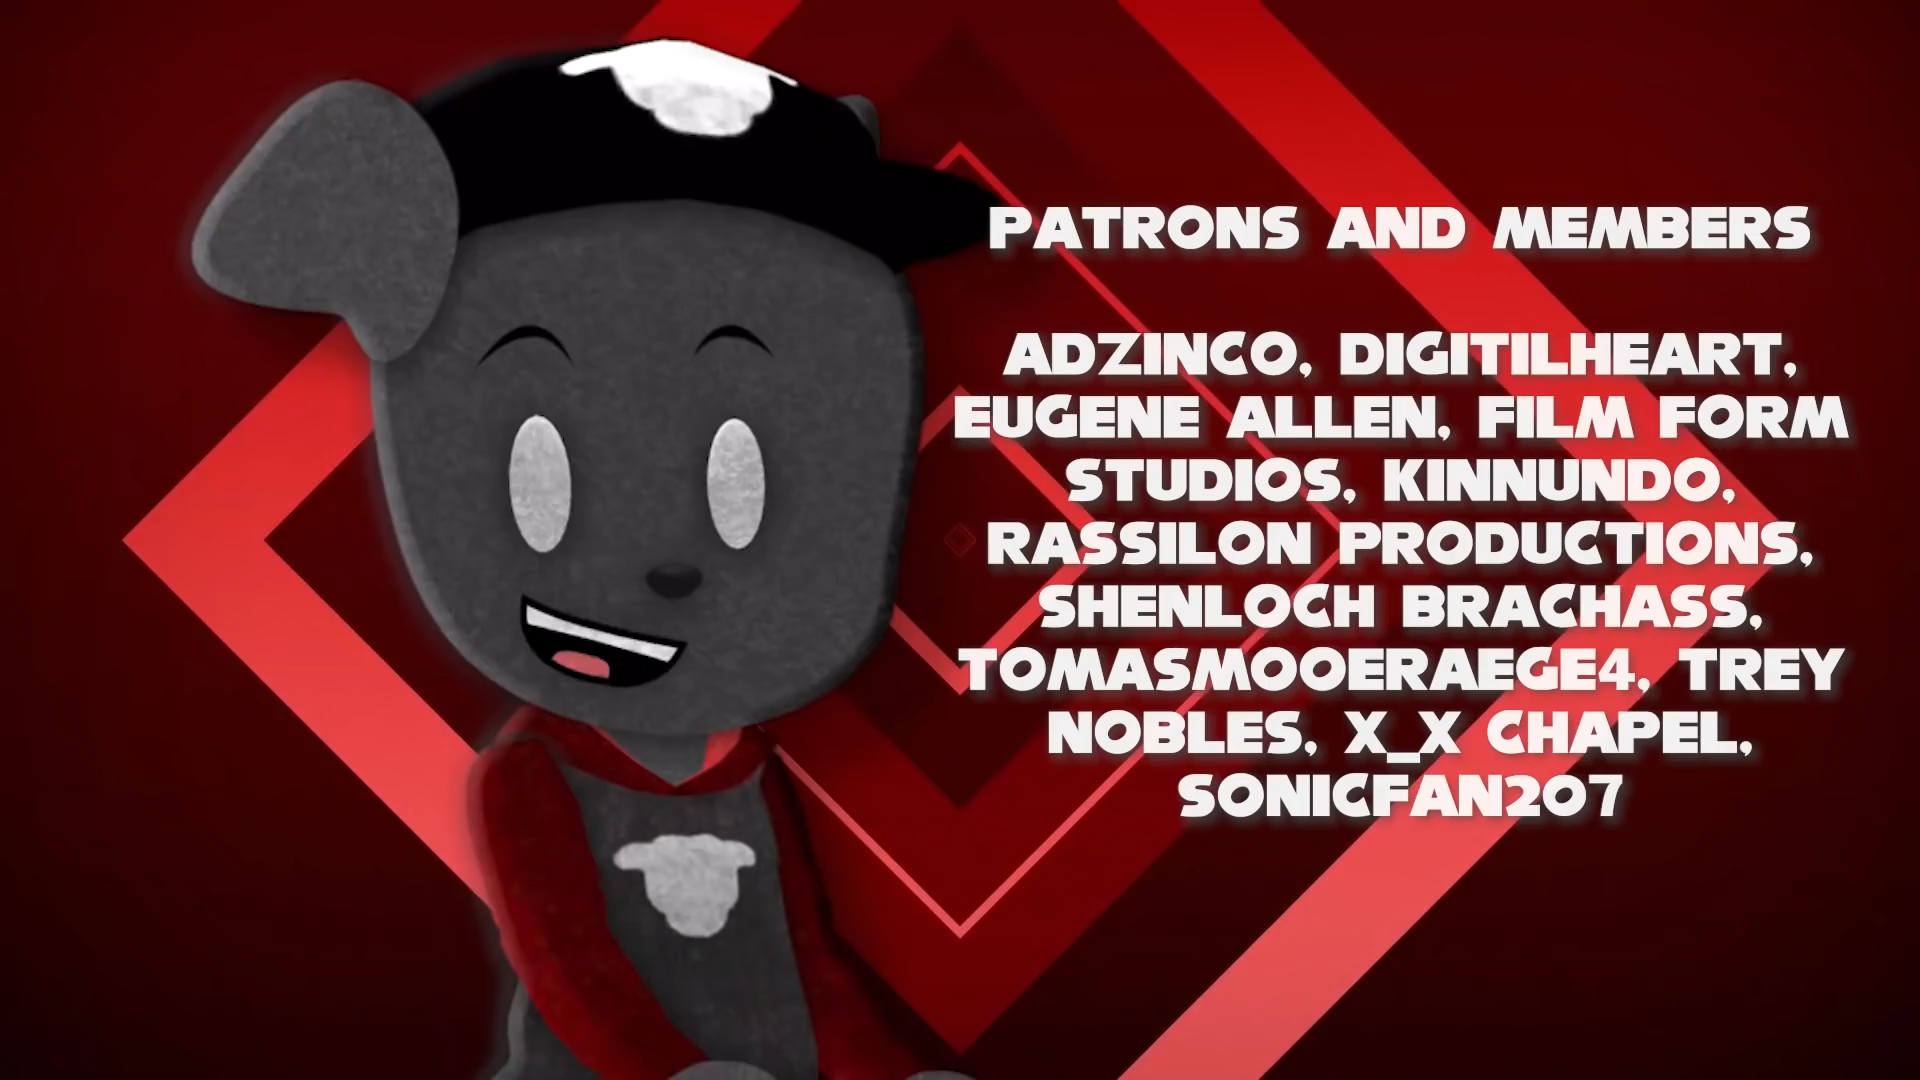 PATRONS AND MEMBERS
ADZINCO, DIGITILHEART,
EUGENE ALLEN, FILM FORM
STUDIOS, KINNUNDO,
RASSILON PRODUCTIONS,
SHENLOCH BRACHASS,
TOMASMOOERAEGE4, TREY
NOBLES, X_X CHAPEL,
SONICFAN207